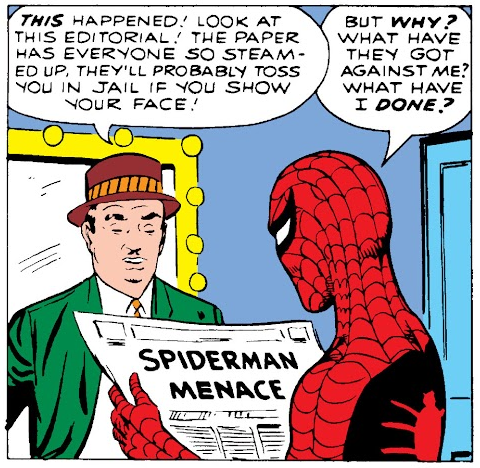 THIS HAPPENED! LOOK AT
THIS EDITORIAL! THE PAPER
HAS EVERYONE SO STEAM-
ED UP, THEY'LL PROBABLY TOSS
YOU IN JAIL IF YOU SHOW
YOUR FACE!
BUT WHY?
WHAT HAVE
THEY GOT
AGAINST ME?
WHAT HAVE
I DONE?
SPIDERMAN
MENACE